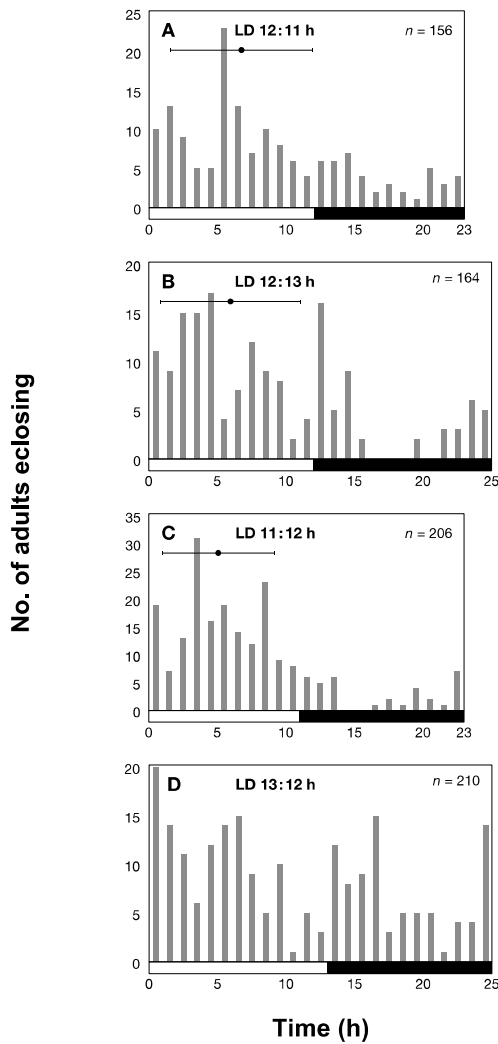 No. of adults eclosing
25
A
LD 12:11 h
n = 156
20
15
10
5
0
0 5 10 15 20 23
20
B
LD 12:13 h
n = 164
15
10
5
0
0 5 10 15 20 25
35
C
LD 11:12 h
n = 206
30
25
20
15
10
5
0
0 5 10 15 20 23
20
D
LD 13:12 h
n = 210
15
10
5
0
0 5 10 15 20 25
Time (h)